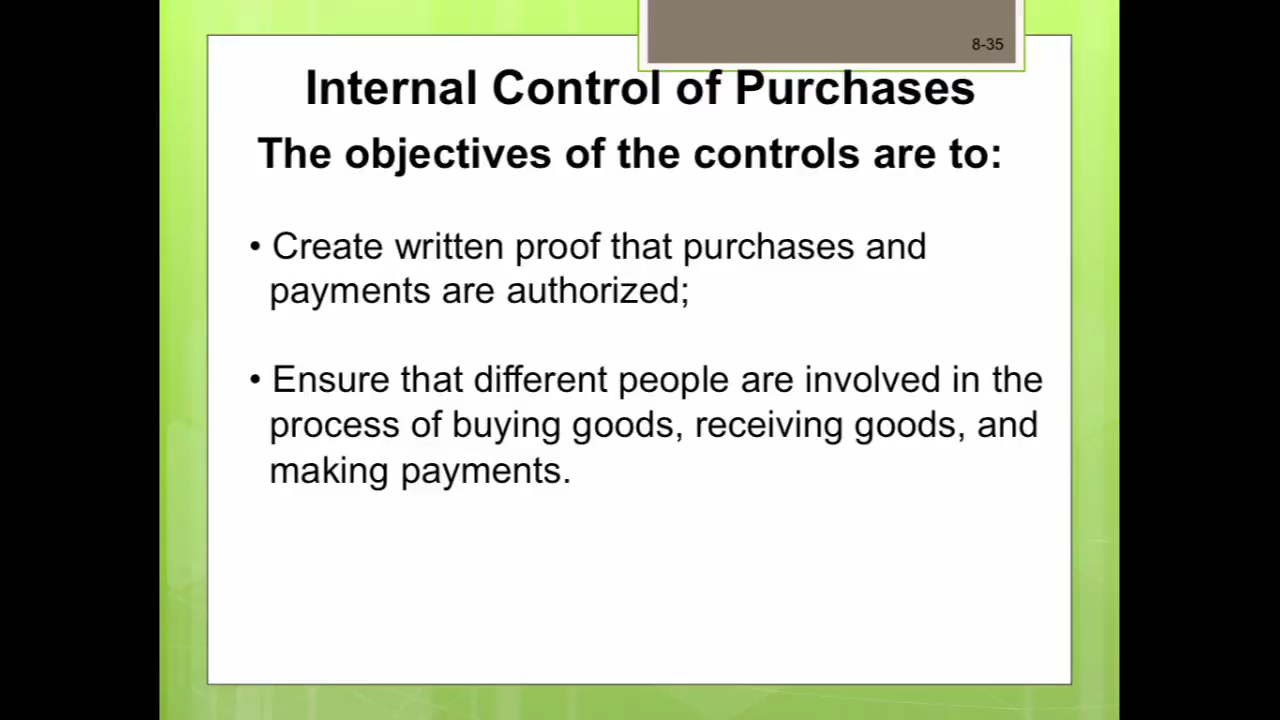 8-35
Internal Control of Purchases
The objectives of the controls are to:
• Create written proof that purchases and
payments are authorized;
• Ensure that different people are involved in the
process of buying goods, receiving goods, and
making payments.